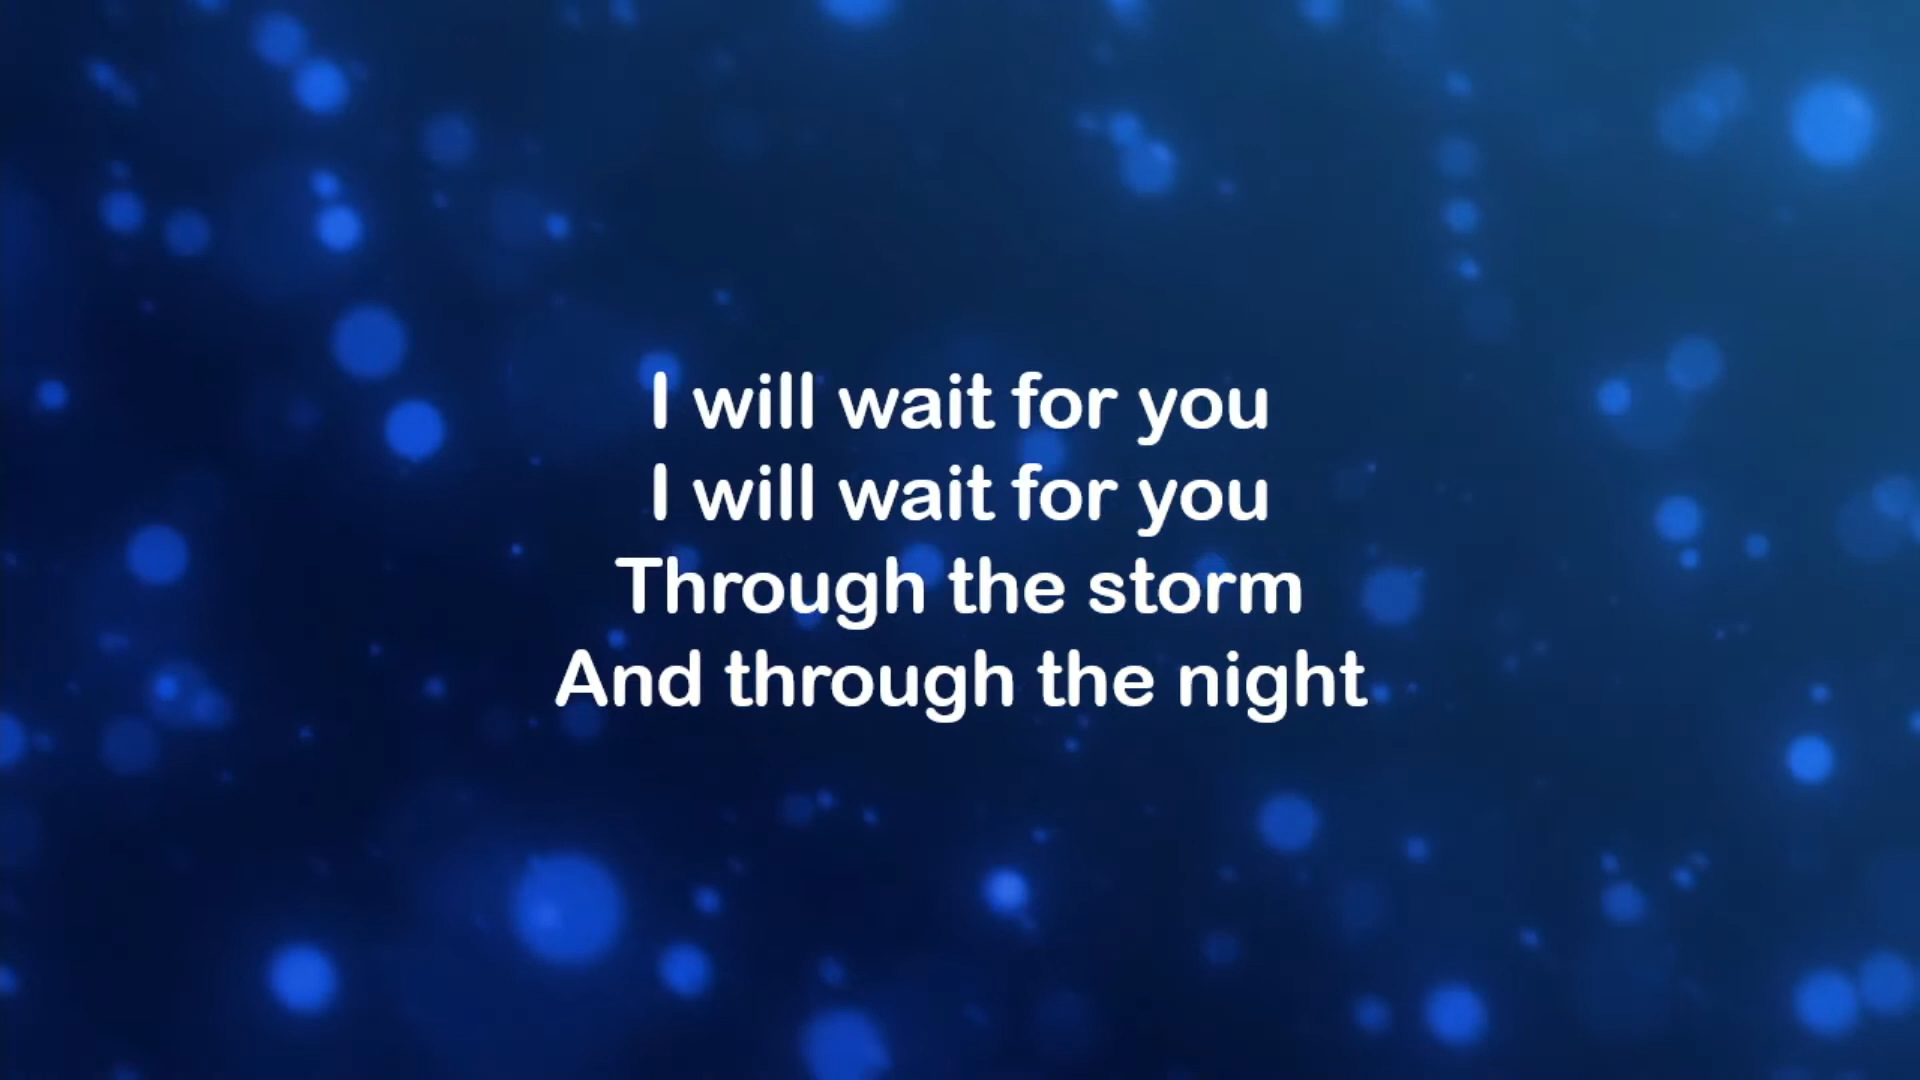 I will wait for you
I will wait for you
Through the storm
And through the night